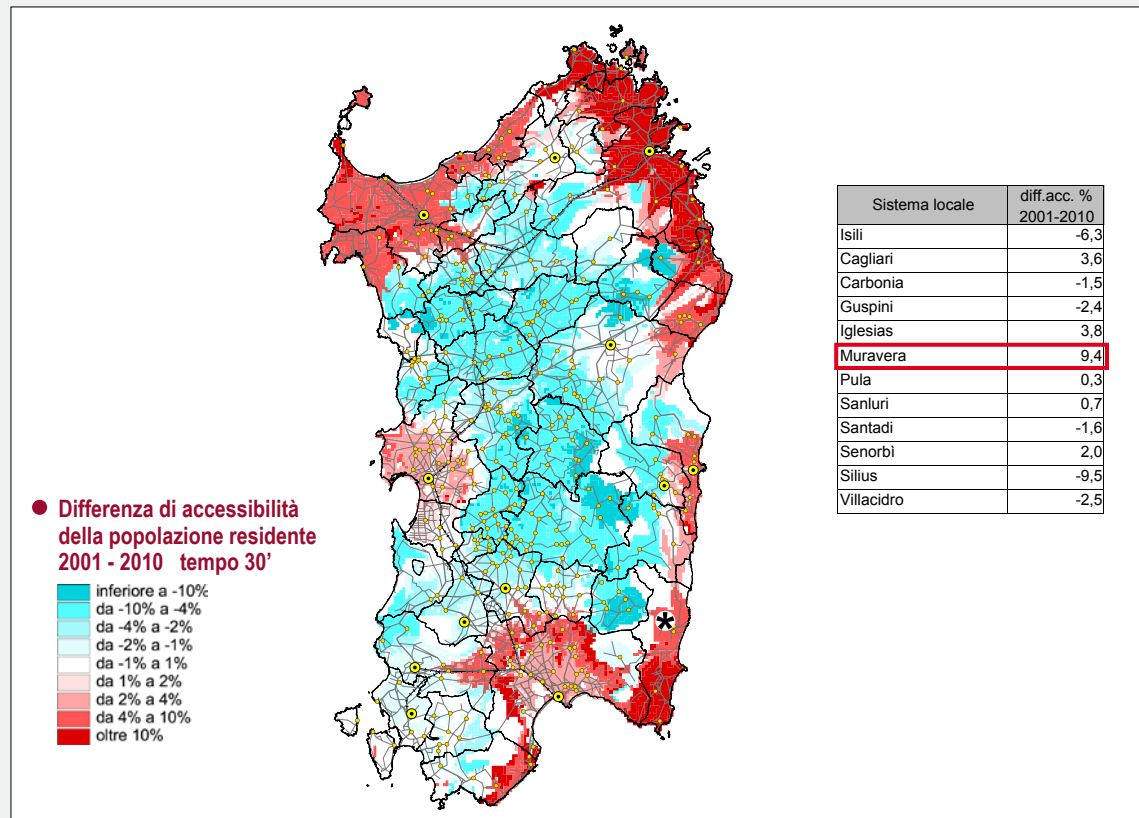 Sistema locale diff.acc. % 2001-2010
Isili -6,3
Cagliari 3,6
Carbonia -1,5
Guspini -2,4
Iglesias 3,8
Muravera 9,4
Pula 0,3
Sanluri 0,7
Santadi -1,6
Senorbì 2,0
Silius -9,5
Villacidro -2,5
*
● Differenza di accessibilità
della popolazione residente
2001 - 2010 tempo 30’
inferiore a -10%
da -10% a -4%
da -4% a -2%
da -2% a -1%
da -1% a 1%
da 1% a 2%
da 2% a 4%
da 4% a 10%
oltre 10%